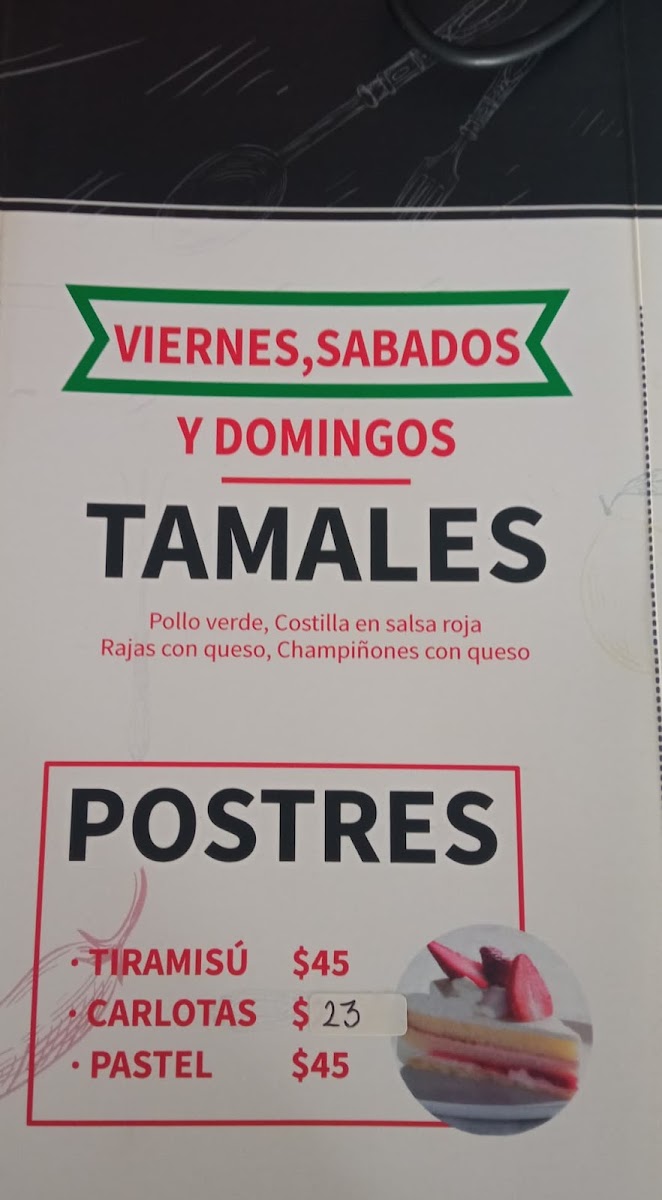 VIERNES,SABADOS
Y DOMINGOS
TAMALES
Pollo verde, Costilla en salsa roja
Rajas con queso, Champiñones con queso
POSTRES
· TIRAMISÚ $45
· CARLOTAS $ 23
· PASTEL $45